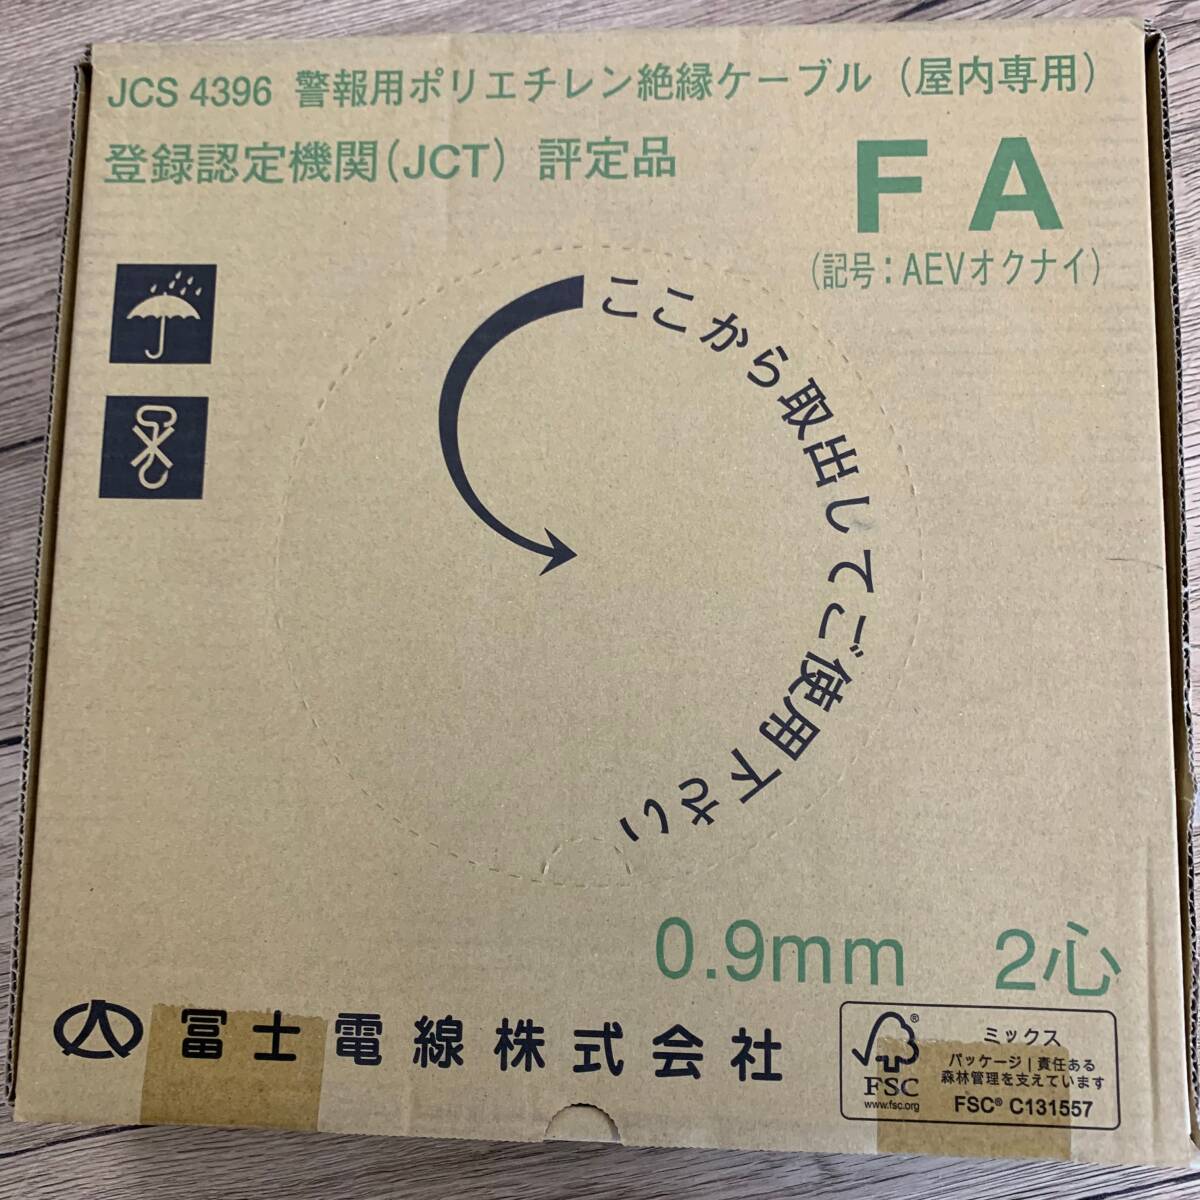 JCS 4396 警報用ポリエチレン絶縁ケーブル（屋内専用）
登録認定機関（JCT）評定品
FA
（記号：AEVオクナイ）
ここから取出してご使用下さい
0.9mm 2心
冨士電線株式会社
FSC
www.fsc.org
ミックス
パッケージ｜責任ある
森林管理を支えています
FSC® C131557